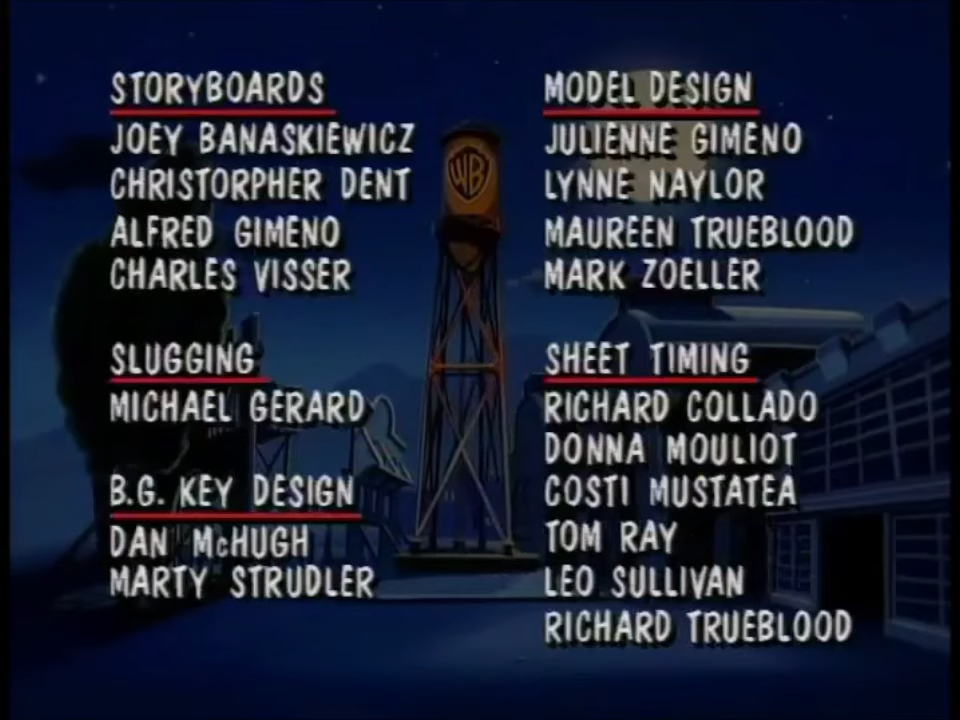 STORYBOARDS
JOEY BANASKIEWICZ
CHRISTORPHER DENT
ALFRED GIMENO
CHARLES VISSER
SLUGGING
MICHAEL GERARD
B.G. KEY DESIGN
DAN McHUGH
MARTY STRUDLER
WB
MODEL DESIGN
JULIENNE GIMENO
LYNNE NAYLOR
MAUREEN TRUEBLOOD
MARK ZOELLER
SHEET TIMING
RICHARD COLLADO
DONNA MOULIOT
COSTI MUSTATEA
TOM RAY
LEO SULLIVAN
RICHARD TRUEBLOOD